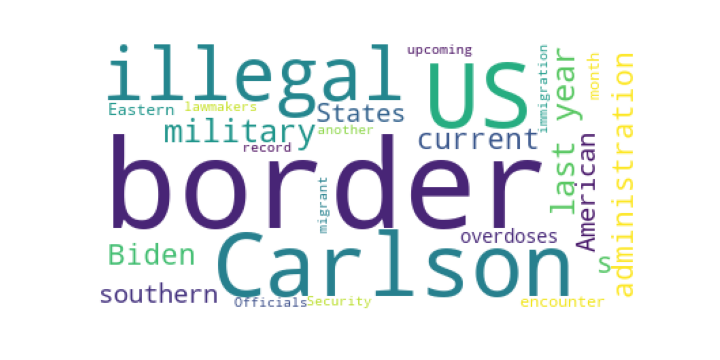 upcoming
illegal
US
Eastern
lawmakers
States
military
another
current
record
border
migrant
immigration
last year
month
American
administration
Carlson
overdoses
Biden
s
southern
Officials
Security
encounter